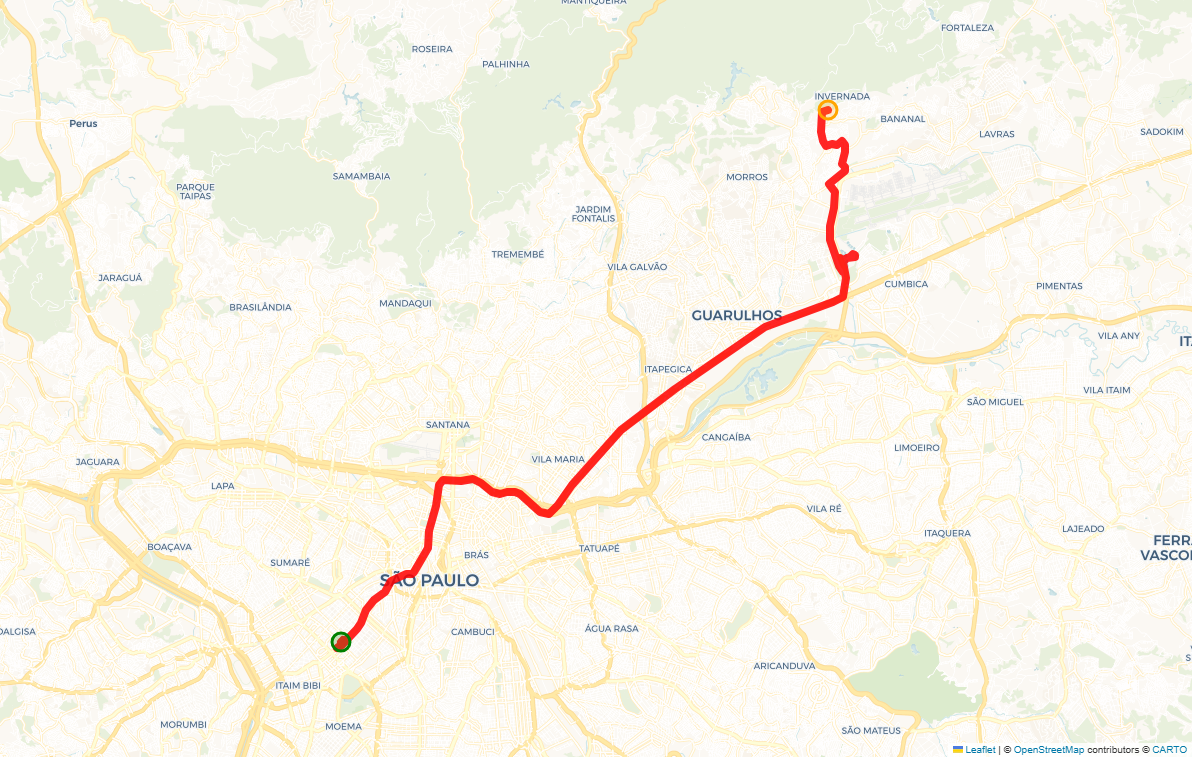 MANTIQUEIRA
FORTALEZA
ROSEIRA
PALHINHA
INVERNADA
BANANAL
Perus
LAVRAS
SADOKIM
SAMAMBAIA
MORROS
PARQUE
TAIPAS
JARDIM
FONTALIS
TREMEMBÉ
VILA GALVÃO
JARAGUÁ
CUMBICA
PIMENTAS
BRASILÂNDIA
MANDAQUI
GUARULHOS
VILA ANY
IT
ITAPEGICA
VILA ITAIM
SÃO MIGUEL
SANTANA
CANGAÍBA
LIMOEIRO
JAGUARA
VILA MARIA
LAPA
VILA RÉ
LAJEADO
ITAQUERA
FERRA
VASCON
BOAÇAVA
BRÁS
TATUAPÉ
SUMARÉ
SÃO PAULO
CAMBUCI
ÁGUA RASA
DALGISA
ARICANDUVA
S
ITAIM BIBI
MORUMBI
MOEMA
SÃO MATEUS
Leaflet | © OpenStreetMap contributors © CARTO